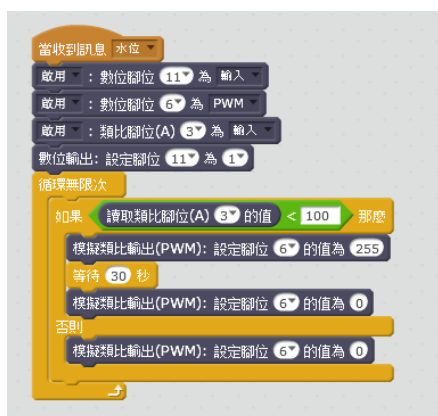 當收到訊息 水位
啟用 : 數位腳位 11 為 輸入
啟用 : 數位腳位 6 為 PWM
啟用 : 類比腳位(A) 3 為 輸入
數位輸出: 設定腳位 11 為 1
循環無限次
如果 讀取類比腳位(A) 3 的值 < 100 那麼
模擬類比輸出(PWM): 設定腳位 6 的值為 255
等待 30 秒
模擬類比輸出(PWM): 設定腳位 6 的值為 0
否則
模擬類比輸出(PWM): 設定腳位 6 的值為 0